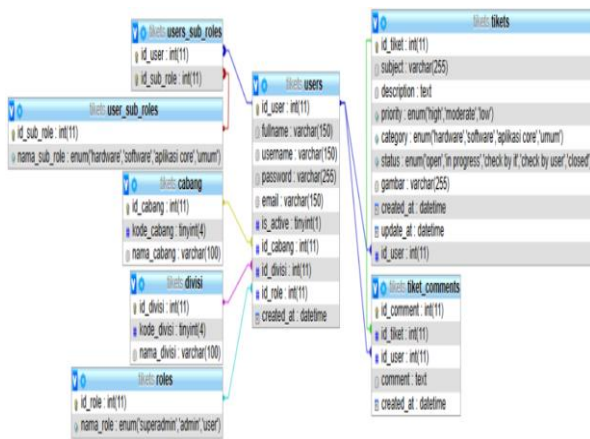 tikets users_sub_roles
id_user : int(11)
id_sub_role : int(11)
tikets user_sub_roles
id_sub_role : int(11)
nama_sub_role : enum('hardware','software','aplikasi core','umum')
tikets cabang
id_cabang : int(11)
kode_cabang : tinyint(4)
nama_cabang : varchar(100)
tikets divisi
id_divisi : int(11)
kode_divisi : tinyint(4)
nama_divisi : varchar(100)
tikets roles
id_role : int(11)
nama_role : enum('superadmin','admin','user')
tikets users
id_user : int(11)
fullname : varchar(150)
username : varchar(150)
password : varchar(255)
email : varchar(150)
is_active : tinyint(1)
id_cabang : int(11)
id_divisi : int(11)
id_role : int(11)
created_at : datetime
tikets tikets
id_tiket : int(11)
subject : varchar(255)
description : text
priority : enum('high','moderate','low')
category : enum('hardware','software','aplikasi core','umum')
status : enum('open','in progress','check by it','check by user','closed')
gambar : varchar(255)
created_at : datetime
update_at : datetime
id_user : int(11)
tikets tiket_comments
id_comment : int(11)
id_tiket : int(11)
id_user : int(11)
comment : text
created_at : datetime